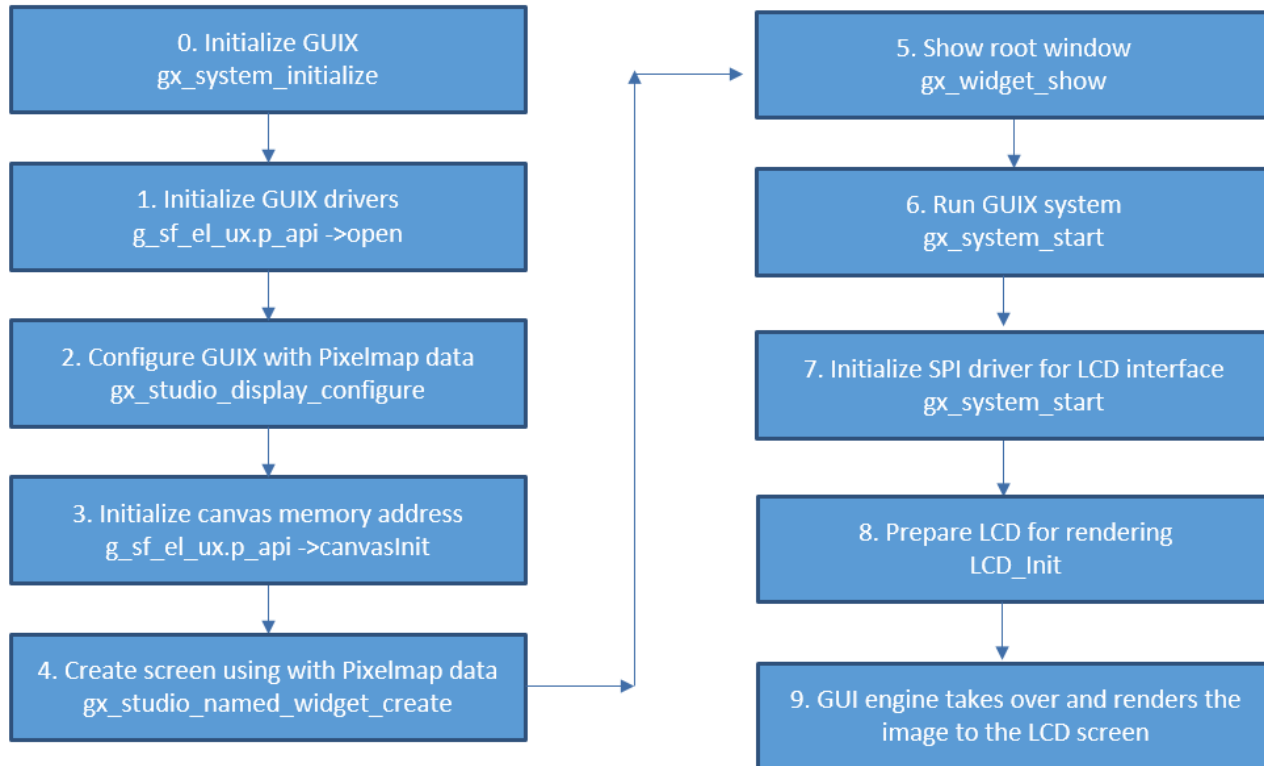 0. Initialize GUIX
gx_system_initialize
1. Initialize GUIX drivers
g_sf_el_ux.p_api ->open
2. Configure GUIX with Pixelmap data
gx_studio_display_configure
3. Initialize canvas memory address
g_sf_el_ux.p_api ->canvasInit
4. Create screen using with Pixelmap data
gx_studio_named_widget_create
5. Show root window
gx_widget_show
6. Run GUIX system
gx_system_start
7. Initialize SPI driver for LCD interface
gx_system_start
8. Prepare LCD for rendering
LCD_Init
9. GUI engine takes over and renders the
image to the LCD screen